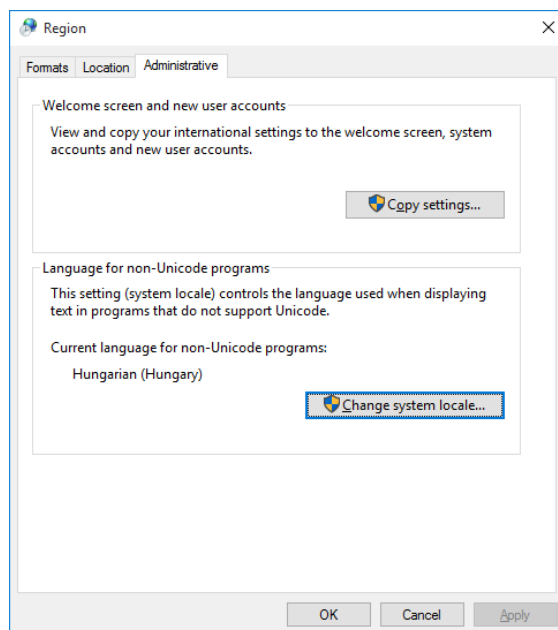 Region
Formats Location Administrative
Welcome screen and new user accounts
View and copy your international settings to the welcome screen, system
accounts and new user accounts.
Copy settings...
Language for non-Unicode programs
This setting (system locale) controls the language used when displaying
text in programs that do not support Unicode.
Current language for non-Unicode programs:
Hungarian (Hungary)
Change system locale...
OK Cancel Apply